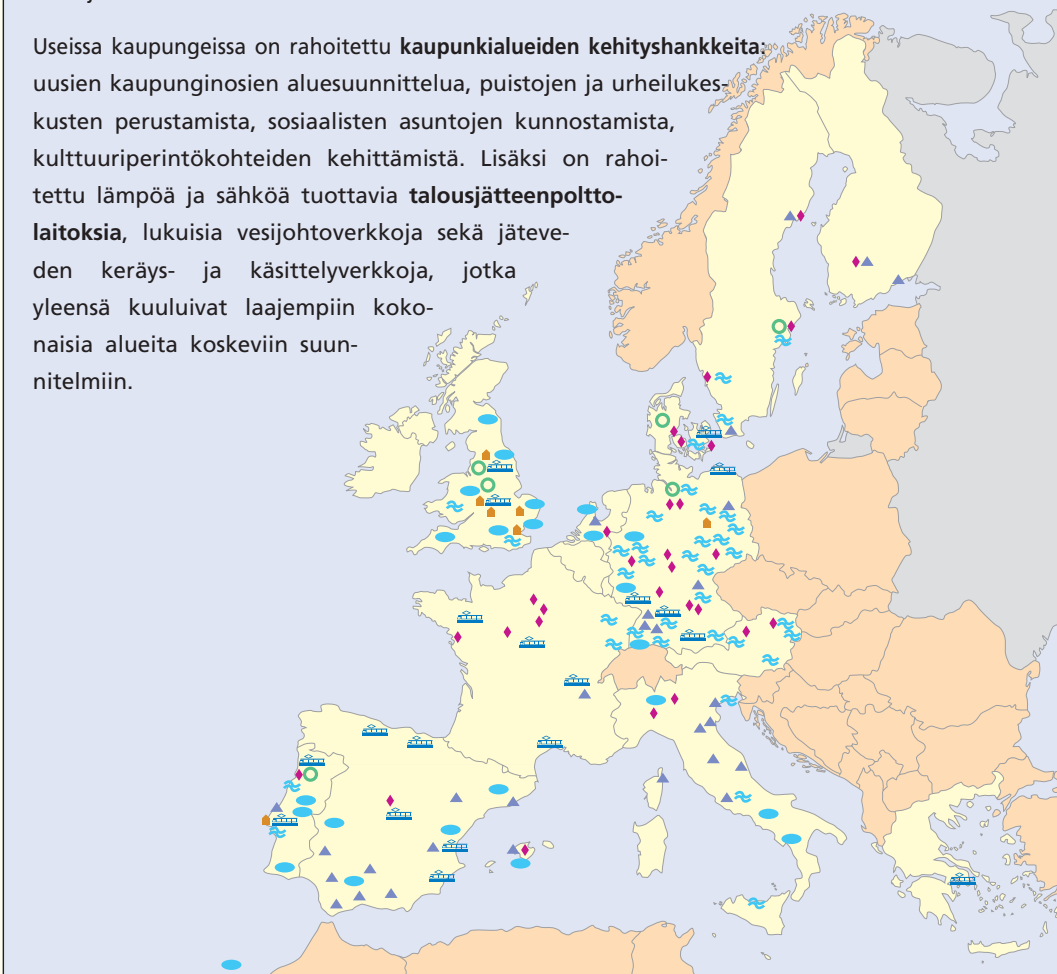 Useissa kaupungeissa on rahoitettu kaupunkialueiden kehityshankkeita:
uusien kaupunginosien aluesuunnittelua, puistojen ja urheilukes-
kusten perustamista, sosiaalisten asuntojen kunnostamista,
kulttuuriperintökohteiden kehittämistä. Lisäksi on rahoi-
tettu lämpöä ja sähköä tuottavia talousjätteenpoltto-
laitoksia, lukuisia vesijohtoverkkoja sekä jäteve-
den keräys- ja käsittelyverkkoja, jotka
yleensä kuuluivat laajempiin koko-
naisia alueita koskeviin suun-
nitelmiin.